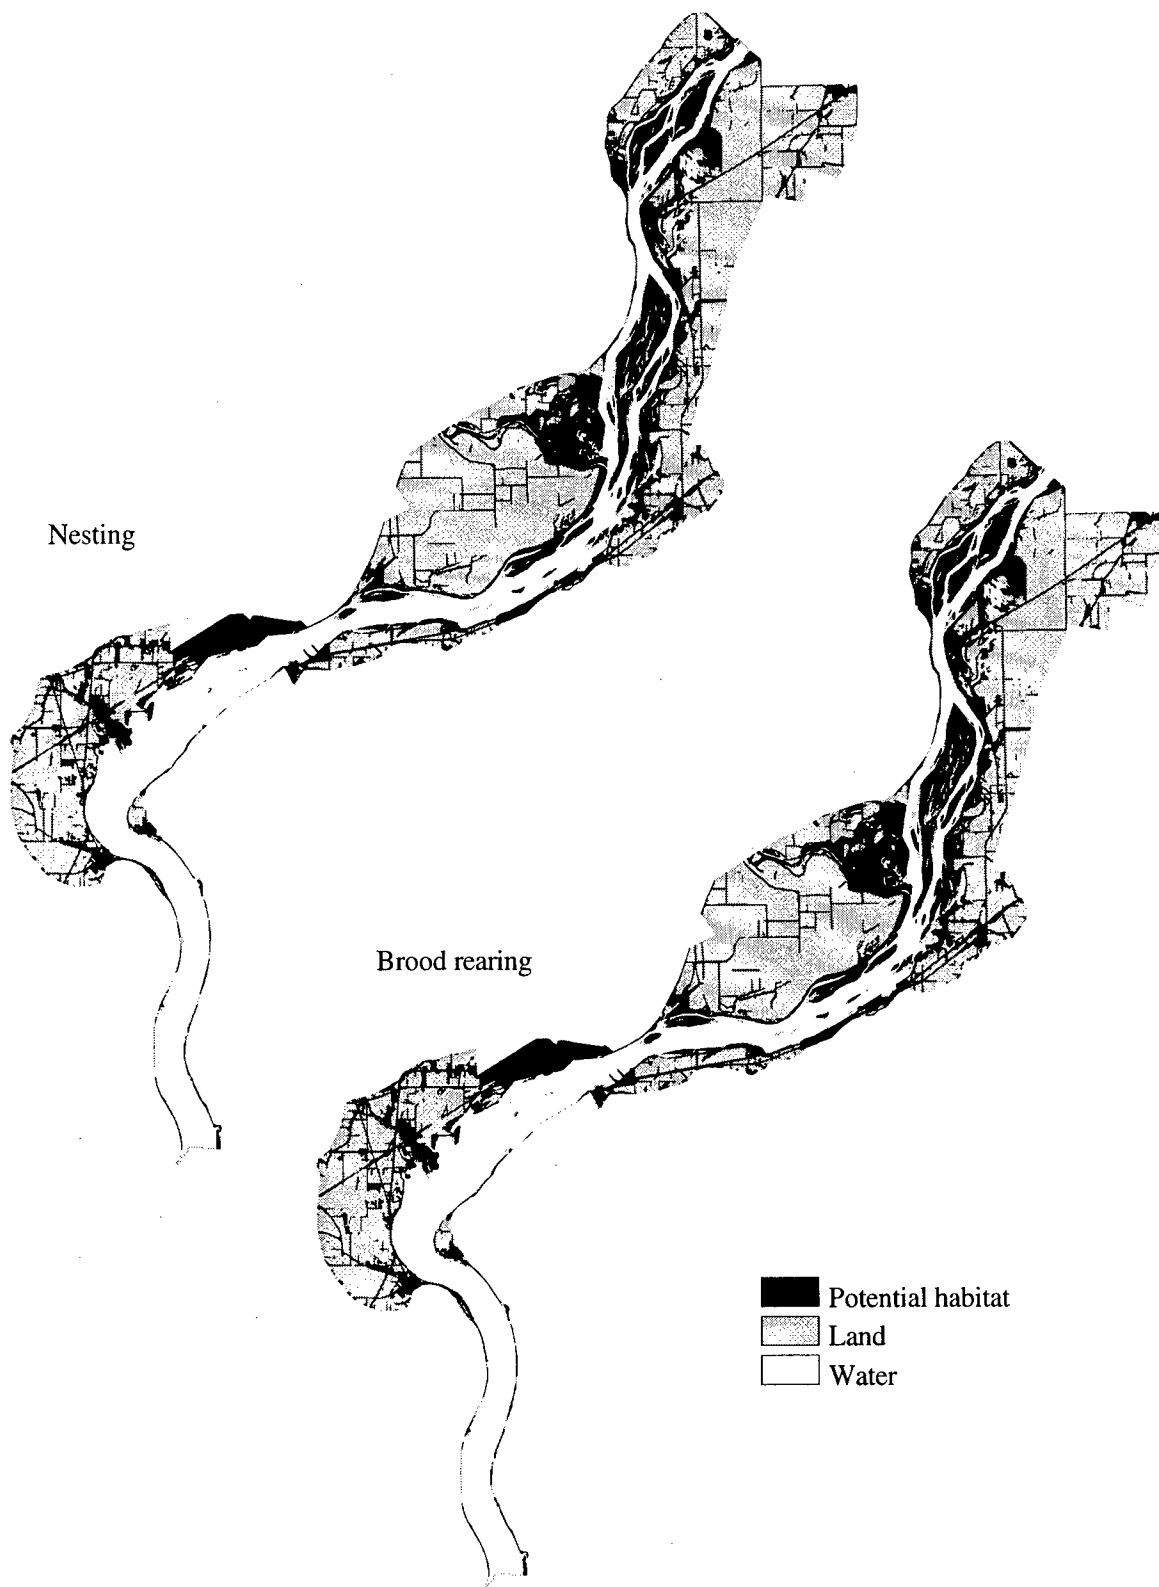 Nesting
Brood rearing
Potential habitat
Land
Water